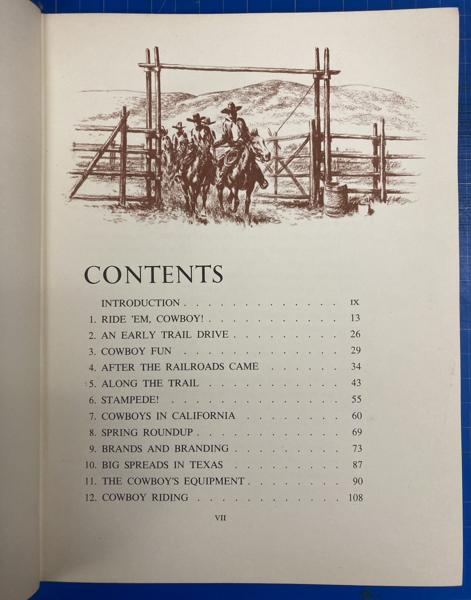 CONTENTS
INTRODUCTION . . . . . . . . . . . . . . IX
1. RIDE 'EM, COWBOY! . . . . . . . . . . . 13
2. AN EARLY TRAIL DRIVE . . . . . . . . . 26
3. COWBOY FUN . . . . . . . . . . . . . 29
4. AFTER THE RAILROADS CAME . . . . . . . 34
5. ALONG THE TRAIL . . . . . . . . . . . 43
6. STAMPEDE! . . . . . . . . . . . . . . 55
7. COWBOYS IN CALIFORNIA . . . . . . . . 60
8. SPRING ROUNDUP . . . . . . . . . . . . 69
9. BRANDS AND BRANDING . . . . . . . . . 73
10. BIG SPREADS IN TEXAS . . . . . . . . . 87
11. THE COWBOY'S EQUIPMENT . . . . . . . . 90
12. COWBOY RIDING . . . . . . . . . . . . 108
VII